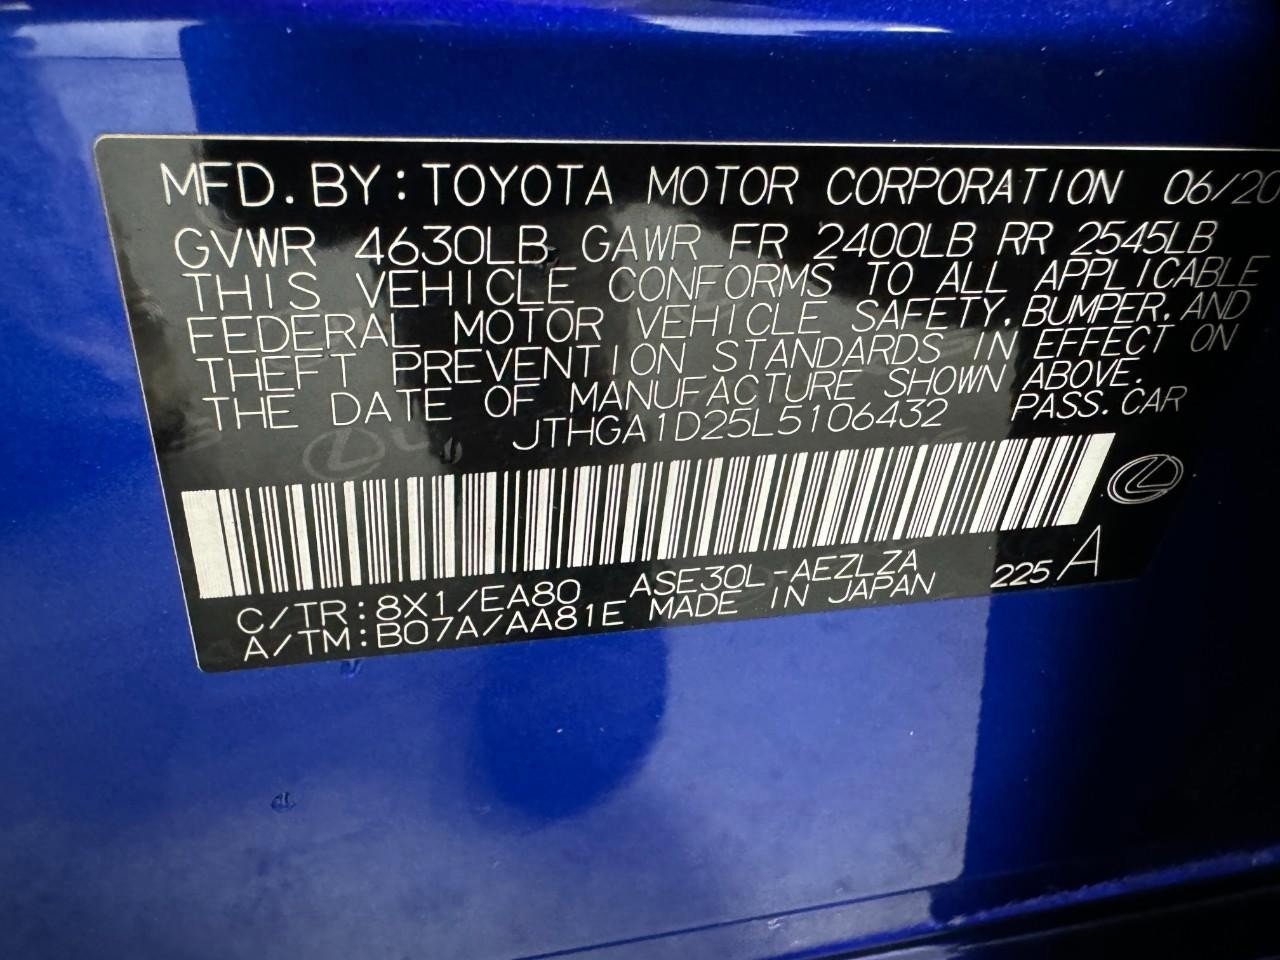 MFD. BY: TOYOTA MOTOR CORPORATION 06/20
GVWR 4630LB GAWR FR 2400LB RR 2545LB
THIS VEHICLE CONFORMS TO ALL APPLICABLE
FEDERAL MOTOR VEHICLE SAFETY, BUMPER, AND
THEFT PREVENTION STANDARDS IN EFFECT ON
THE DATE OF MANUFACTURE SHOWN ABOVE.
JTHGA1D25L5106432 PASS. CAR
C/TR: 8X1/EA80 ASE30L-AEZLZA 225 A
A/TM: B07A/AA81E MADE IN JAPAN